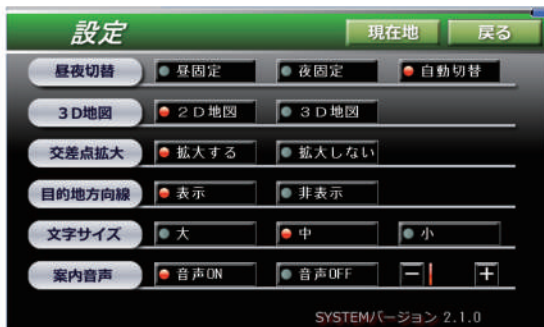 設定 現在地 戻る
昼夜切替 昼固定 夜固定 自動切替
3D地図 2D地図 3D地図
交差点拡大 拡大する 拡大しない
目的地方向線 表示 非表示
文字サイズ 大 中 小
案内音声 音声ON 音声OFF − +
SYSTEMバージョン 2.1.0